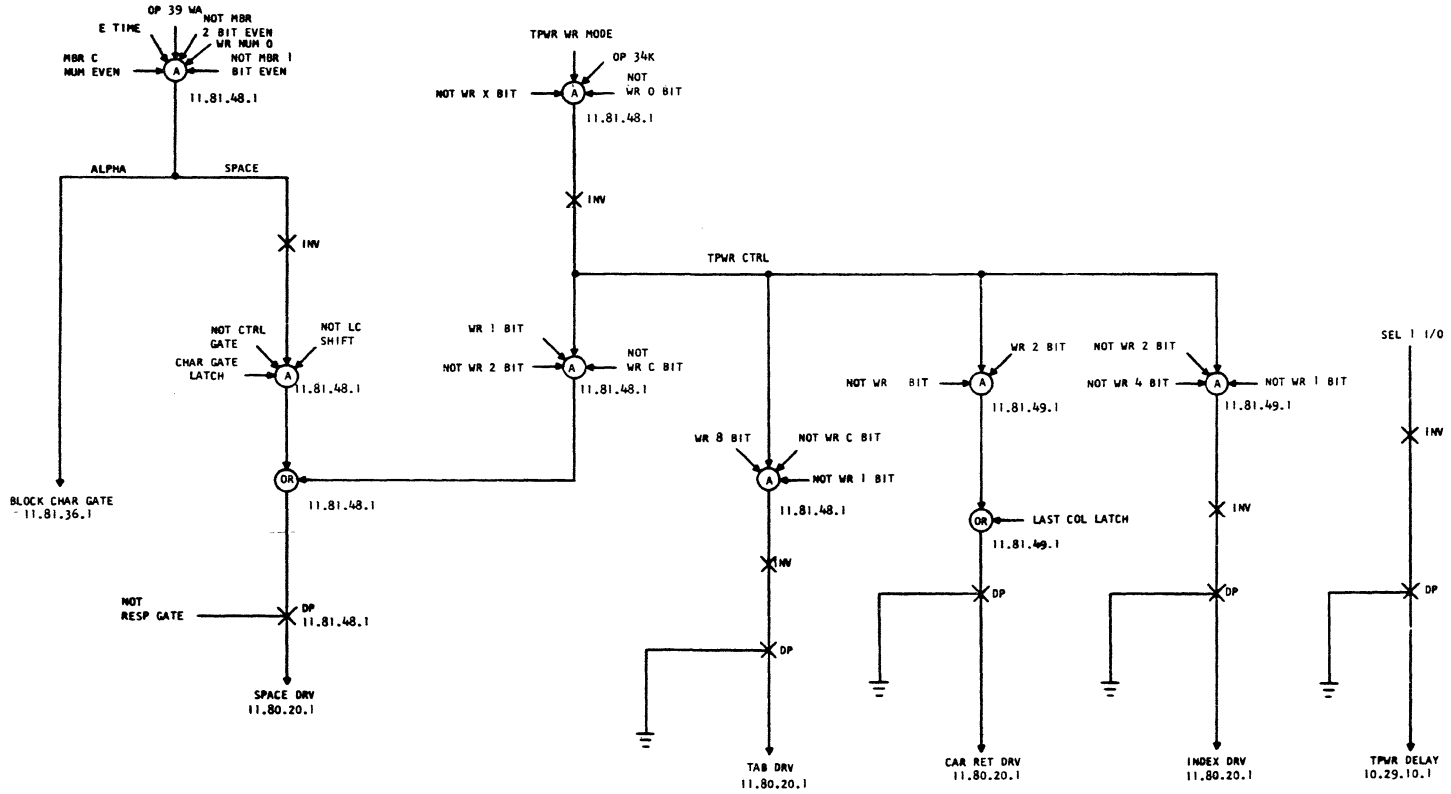 OP 39 WA
E TIME
NOT MBR
2 BIT EVEN
WR NUM 0
MBR C
NUM EVEN
A
NOT MBR 1
BIT EVEN
11.81.48.1
TPWR WR MODE
OP 34K
NOT WR X BIT
A
NOT
WR 0 BIT
11.81.48.1
ALPHA
SPACE
INV
INV
TPWR CTRL
NOT CTRL
GATE
NOT LC
SHIFT
CHAR GATE
LATCH
A
11.81.48.1
WR 1 BIT
NOT WR 2 BIT
A
NOT
WR C BIT
11.81.48.1
WR 2 BIT
NOT WR BIT
A
11.81.49.1
NOT WR 2 BIT
NOT WR 4 BIT
A
NOT WR 1 BIT
11.81.49.1
SEL 1 I/O
INV
WR 8 BIT
NOT WR C BIT
A
NOT WR 1 BIT
11.81.48.1
OR
11.81.48.1
BLOCK CHAR GATE
11.81.36.1
OR
LAST COL LATCH
11.81.49.1
INV
INV
NOT
RESP GATE
DP
11.81.48.1
DP
DP
DP
DP
SPACE DRV
11.80.20.1
TAB DRV
11.80.20.1
CAR RET DRV
11.80.20.1
INDEX DRV
11.80.20.1
TPWR DELAY
10.29.10.1